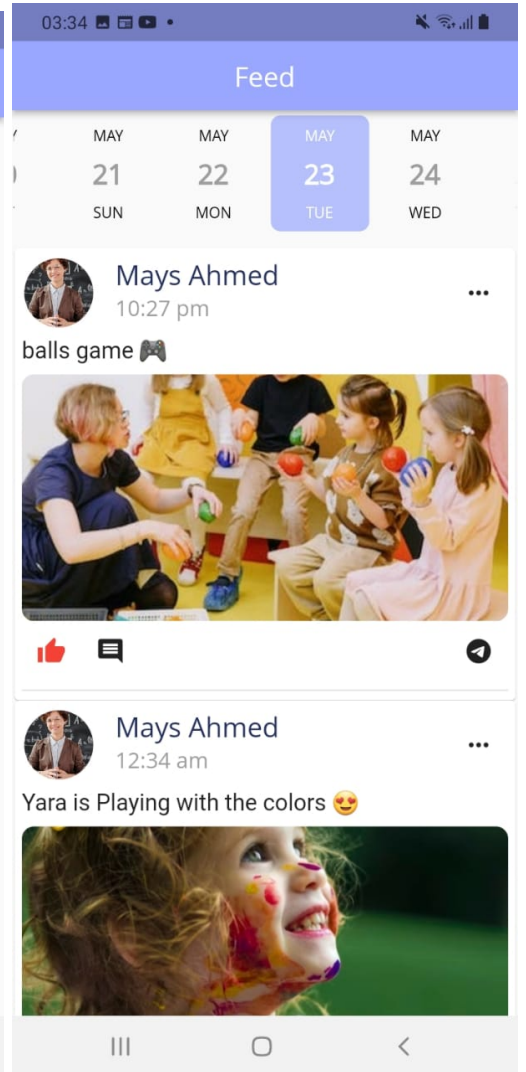 03:34
Feed
MAY MAY MAY MAY
21 22 23 24
SUN MON TUE WED
Mays Ahmed
10:27 pm
balls game 🎮
Mays Ahmed
12:34 am
Yara is Playing with the colors 😍